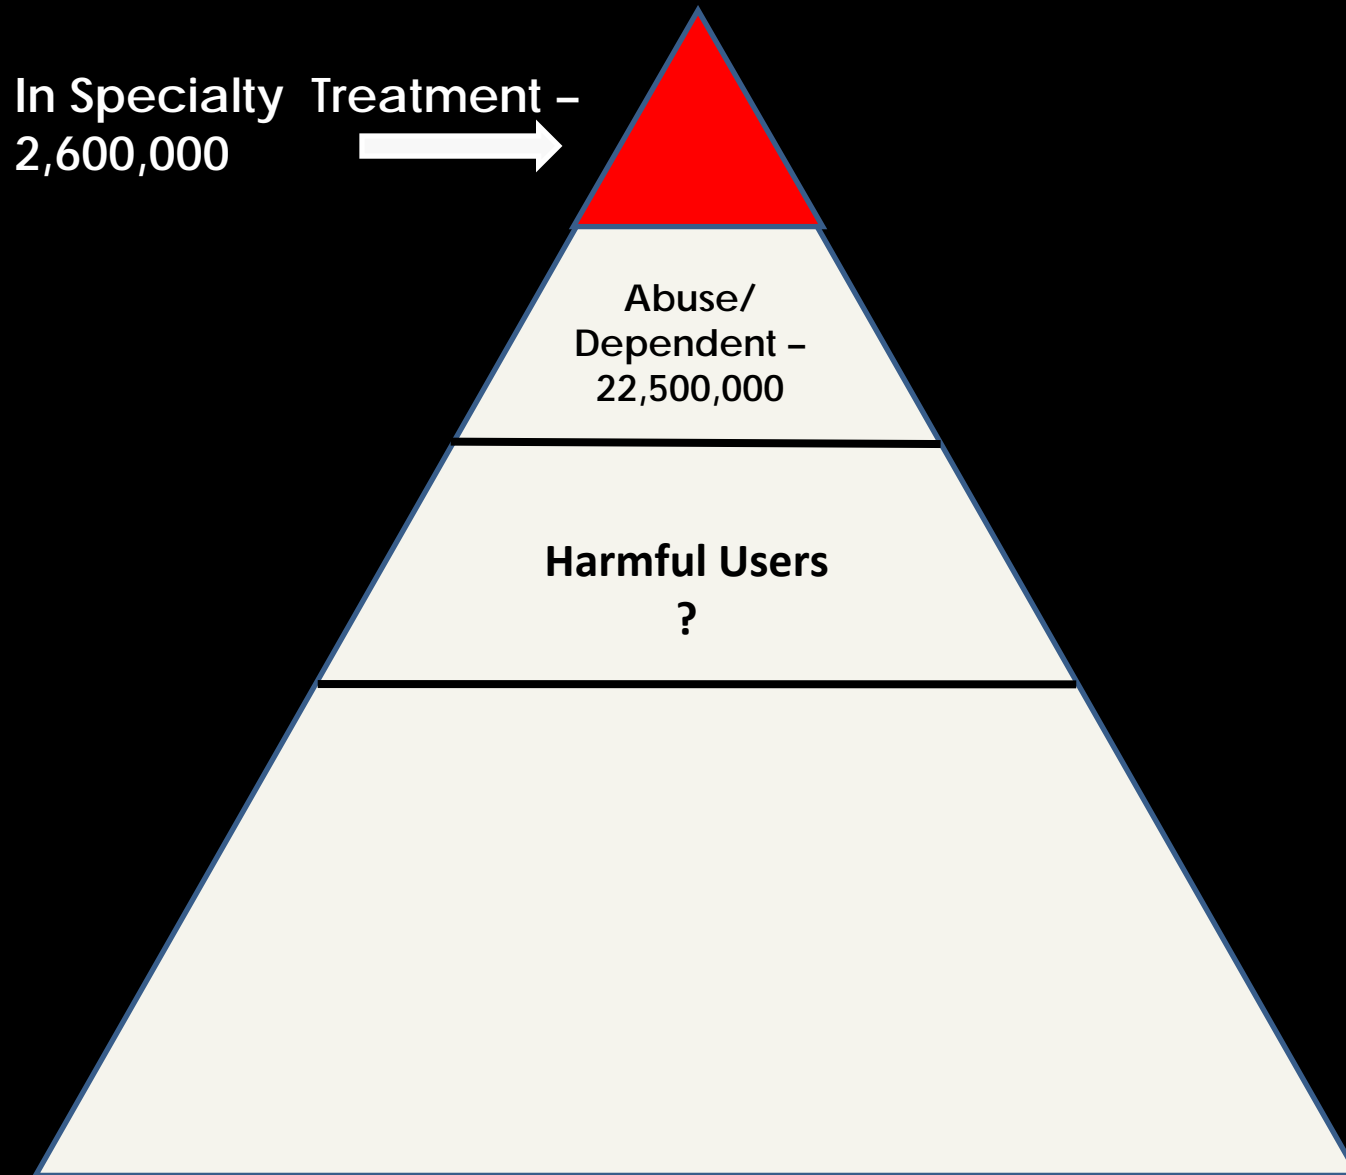 In Specialty Treatment –
2,600,000
Abuse/
Dependent –
22,500,000
Harmful Users
?